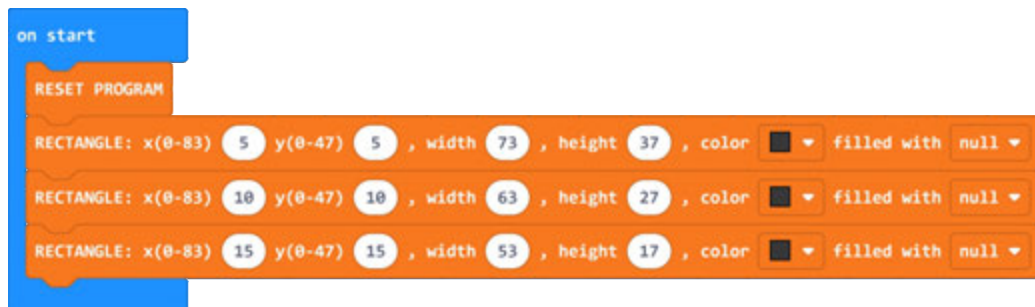 on start
RESET PROGRAM
RECTANGLE: x(0-83) 5 y(0-47) 5 , width 73 , height 37 , color filled with null
RECTANGLE: x(0-83) 10 y(0-47) 10 , width 63 , height 27 , color filled with null
RECTANGLE: x(0-83) 15 y(0-47) 15 , width 53 , height 17 , color filled with null